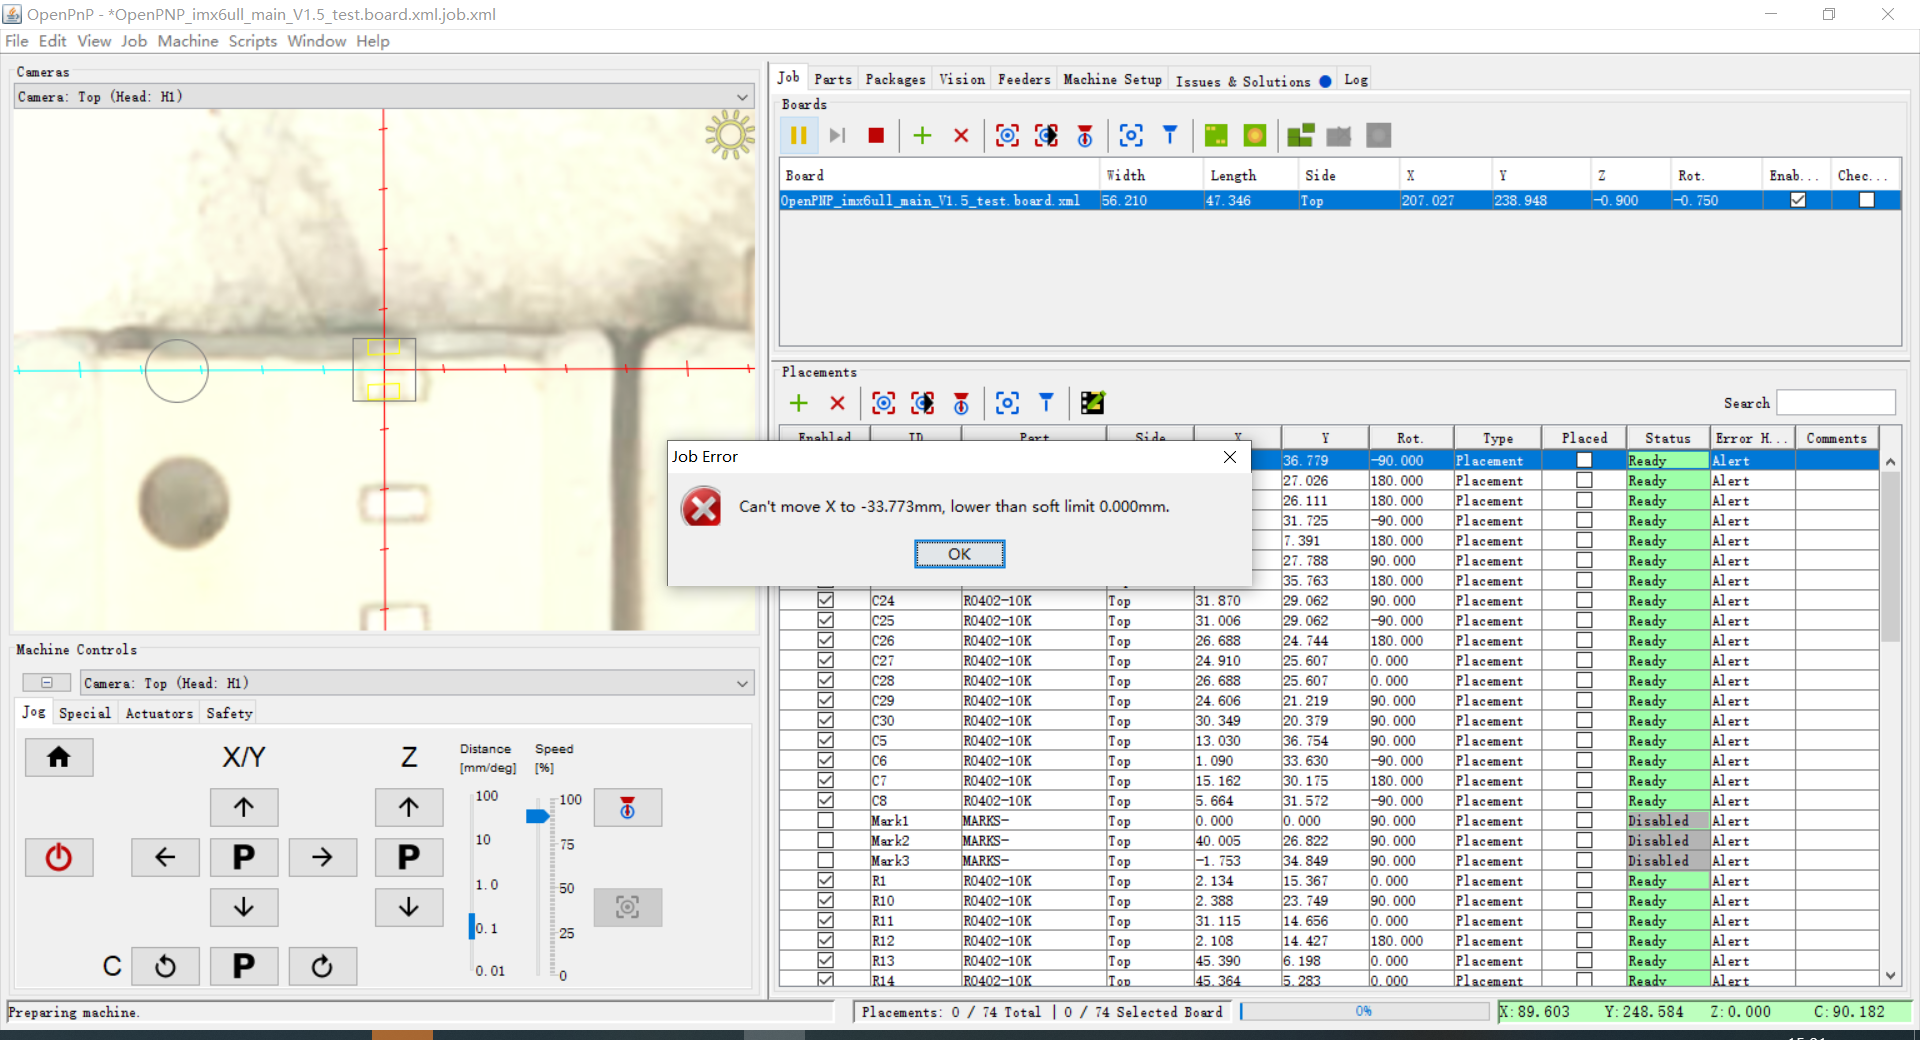 OpenPnP - *OpenPNP_imx6ull_main_V1.5_test.board.xml.job.xml
File Edit View Job Machine Scripts Window Help
Cameras
Camera: Top (Head: H1)
Job Parts Packages Vision Feeders Machine Setup Issues & Solutions Log
Boards
Board Width Length Side X Y Z Rot. Enab... Chec...
OpenPNP_imx6ull_main_V1.5_test.board.xml 56.210 47.346 Top 207.027 238.948 -0.900 -0.750
Placements
Search
Enabled ID Part Side X Y Rot. Type Placed Status Error H... Comments
36.779 -90.000 Placement Ready Alert
27.026 180.000 Placement Ready Alert
26.111 180.000 Placement Ready Alert
31.725 -90.000 Placement Ready Alert
7.391 180.000 Placement Ready Alert
27.788 90.000 Placement Ready Alert
35.763 180.000 Placement Ready Alert
C24 R0402-10K Top 31.870 29.062 90.000 Placement Ready Alert
C25 R0402-10K Top 31.006 29.062 -90.000 Placement Ready Alert
C26 R0402-10K Top 26.688 24.744 180.000 Placement Ready Alert
C27 R0402-10K Top 24.910 25.607 0.000 Placement Ready Alert
C28 R0402-10K Top 26.688 25.607 0.000 Placement Ready Alert
C29 R0402-10K Top 24.606 21.219 90.000 Placement Ready Alert
C30 R0402-10K Top 30.349 20.379 90.000 Placement Ready Alert
C5 R0402-10K Top 13.030 36.754 90.000 Placement Ready Alert
C6 R0402-10K Top 1.090 33.630 -90.000 Placement Ready Alert
C7 R0402-10K Top 15.162 30.175 180.000 Placement Ready Alert
C8 R0402-10K Top 5.664 31.572 -90.000 Placement Ready Alert
Mark1 MARKS- Top 0.000 0.000 90.000 Placement Disabled Alert
Mark2 MARKS- Top 40.005 26.822 90.000 Placement Disabled Alert
Mark3 MARKS- Top -1.753 34.849 90.000 Placement Disabled Alert
R1 R0402-10K Top 2.134 15.367 0.000 Placement Ready Alert
R10 R0402-10K Top 2.388 23.749 90.000 Placement Ready Alert
R11 R0402-10K Top 31.115 14.656 0.000 Placement Ready Alert
R12 R0402-10K Top 2.108 14.427 180.000 Placement Ready Alert
R13 R0402-10K Top 45.390 6.198 0.000 Placement Ready Alert
R14 R0402-10K Top 45.364 5.283 0.000 Placement Ready Alert
Job Error
Can't move X to -33.773mm, lower than soft limit 0.000mm.
OK
Machine Controls
Camera: Top (Head: H1)
Jog Special Actuators Safety
X/Y Z
Distance [mm/deg]
Speed [%]
100
10
1.0
0.1
0.01
100
75
50
25
0
P P
C P
Preparing machine.
Placements: 0 / 74 Total | 0 / 74 Selected Board
0%
X:89.603 Y:248.584 Z:0.000 C:90.182